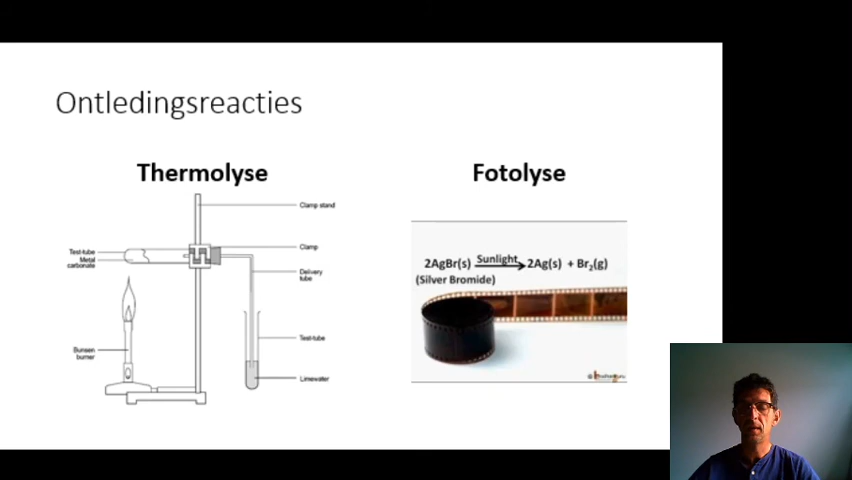 Ontledingsreacties
Thermolyse
Clamp stand
Clamp
Test-tube
Metal
carbonate
Delivery
tube
Bunsen
burner
Test-tube
Limewater
Fotolyse
2AgBr(s) Sunlight 2Ag(s) + Br₂(g)
(Silver Bromide)